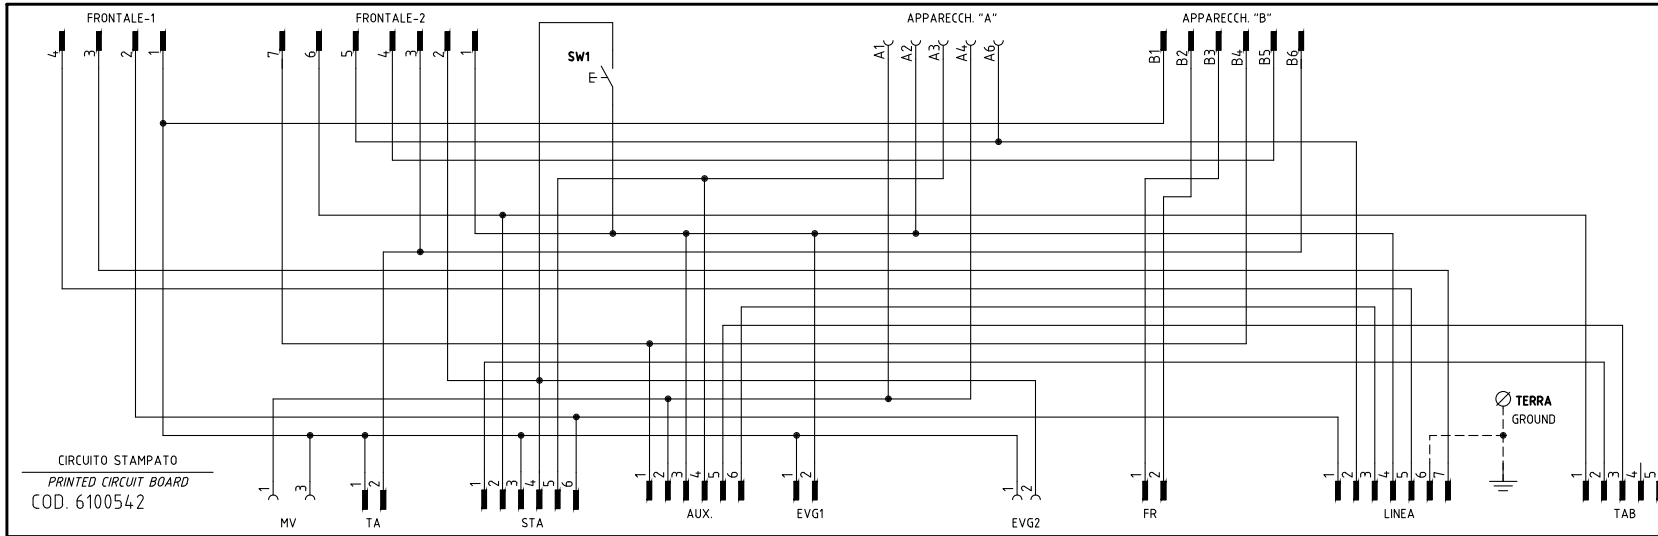 FRONTALE-1 FRONTALE-2 APPARECCH. "A" APPARECCH. "B"
4 3 2 1 7 6 5 4 3 2 1 A1 A2 A3 A4 A6 B1 B2 B3 B4 B5 B6
SW1
E
TERRA
GROUND
CIRCUITO STAMPATO
PRINTED CIRCUIT BOARD
COD. 6100542
1 3 1 2 1 2 3 4 5 6 1 2 3 4 5 6 1 2 1 2 1 2 1 2 3 4 5 6 7 1 2 3 4 5
MV TA STA AUX. EVG1 EVG2 FR LINEA TAB